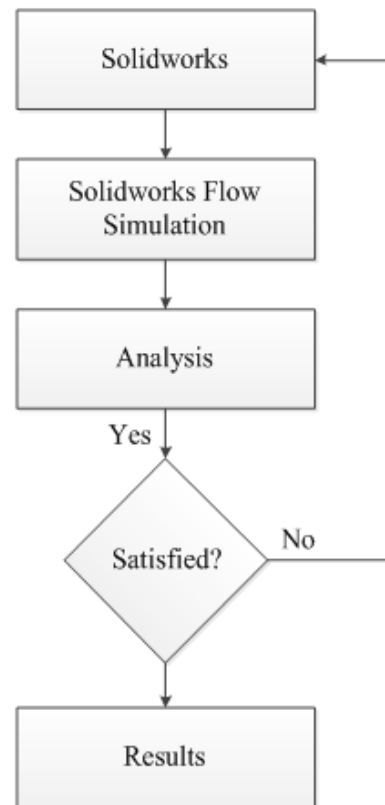 Solidworks
Solidworks Flow
Simulation
Analysis
Yes
Satisfied?
No
Results